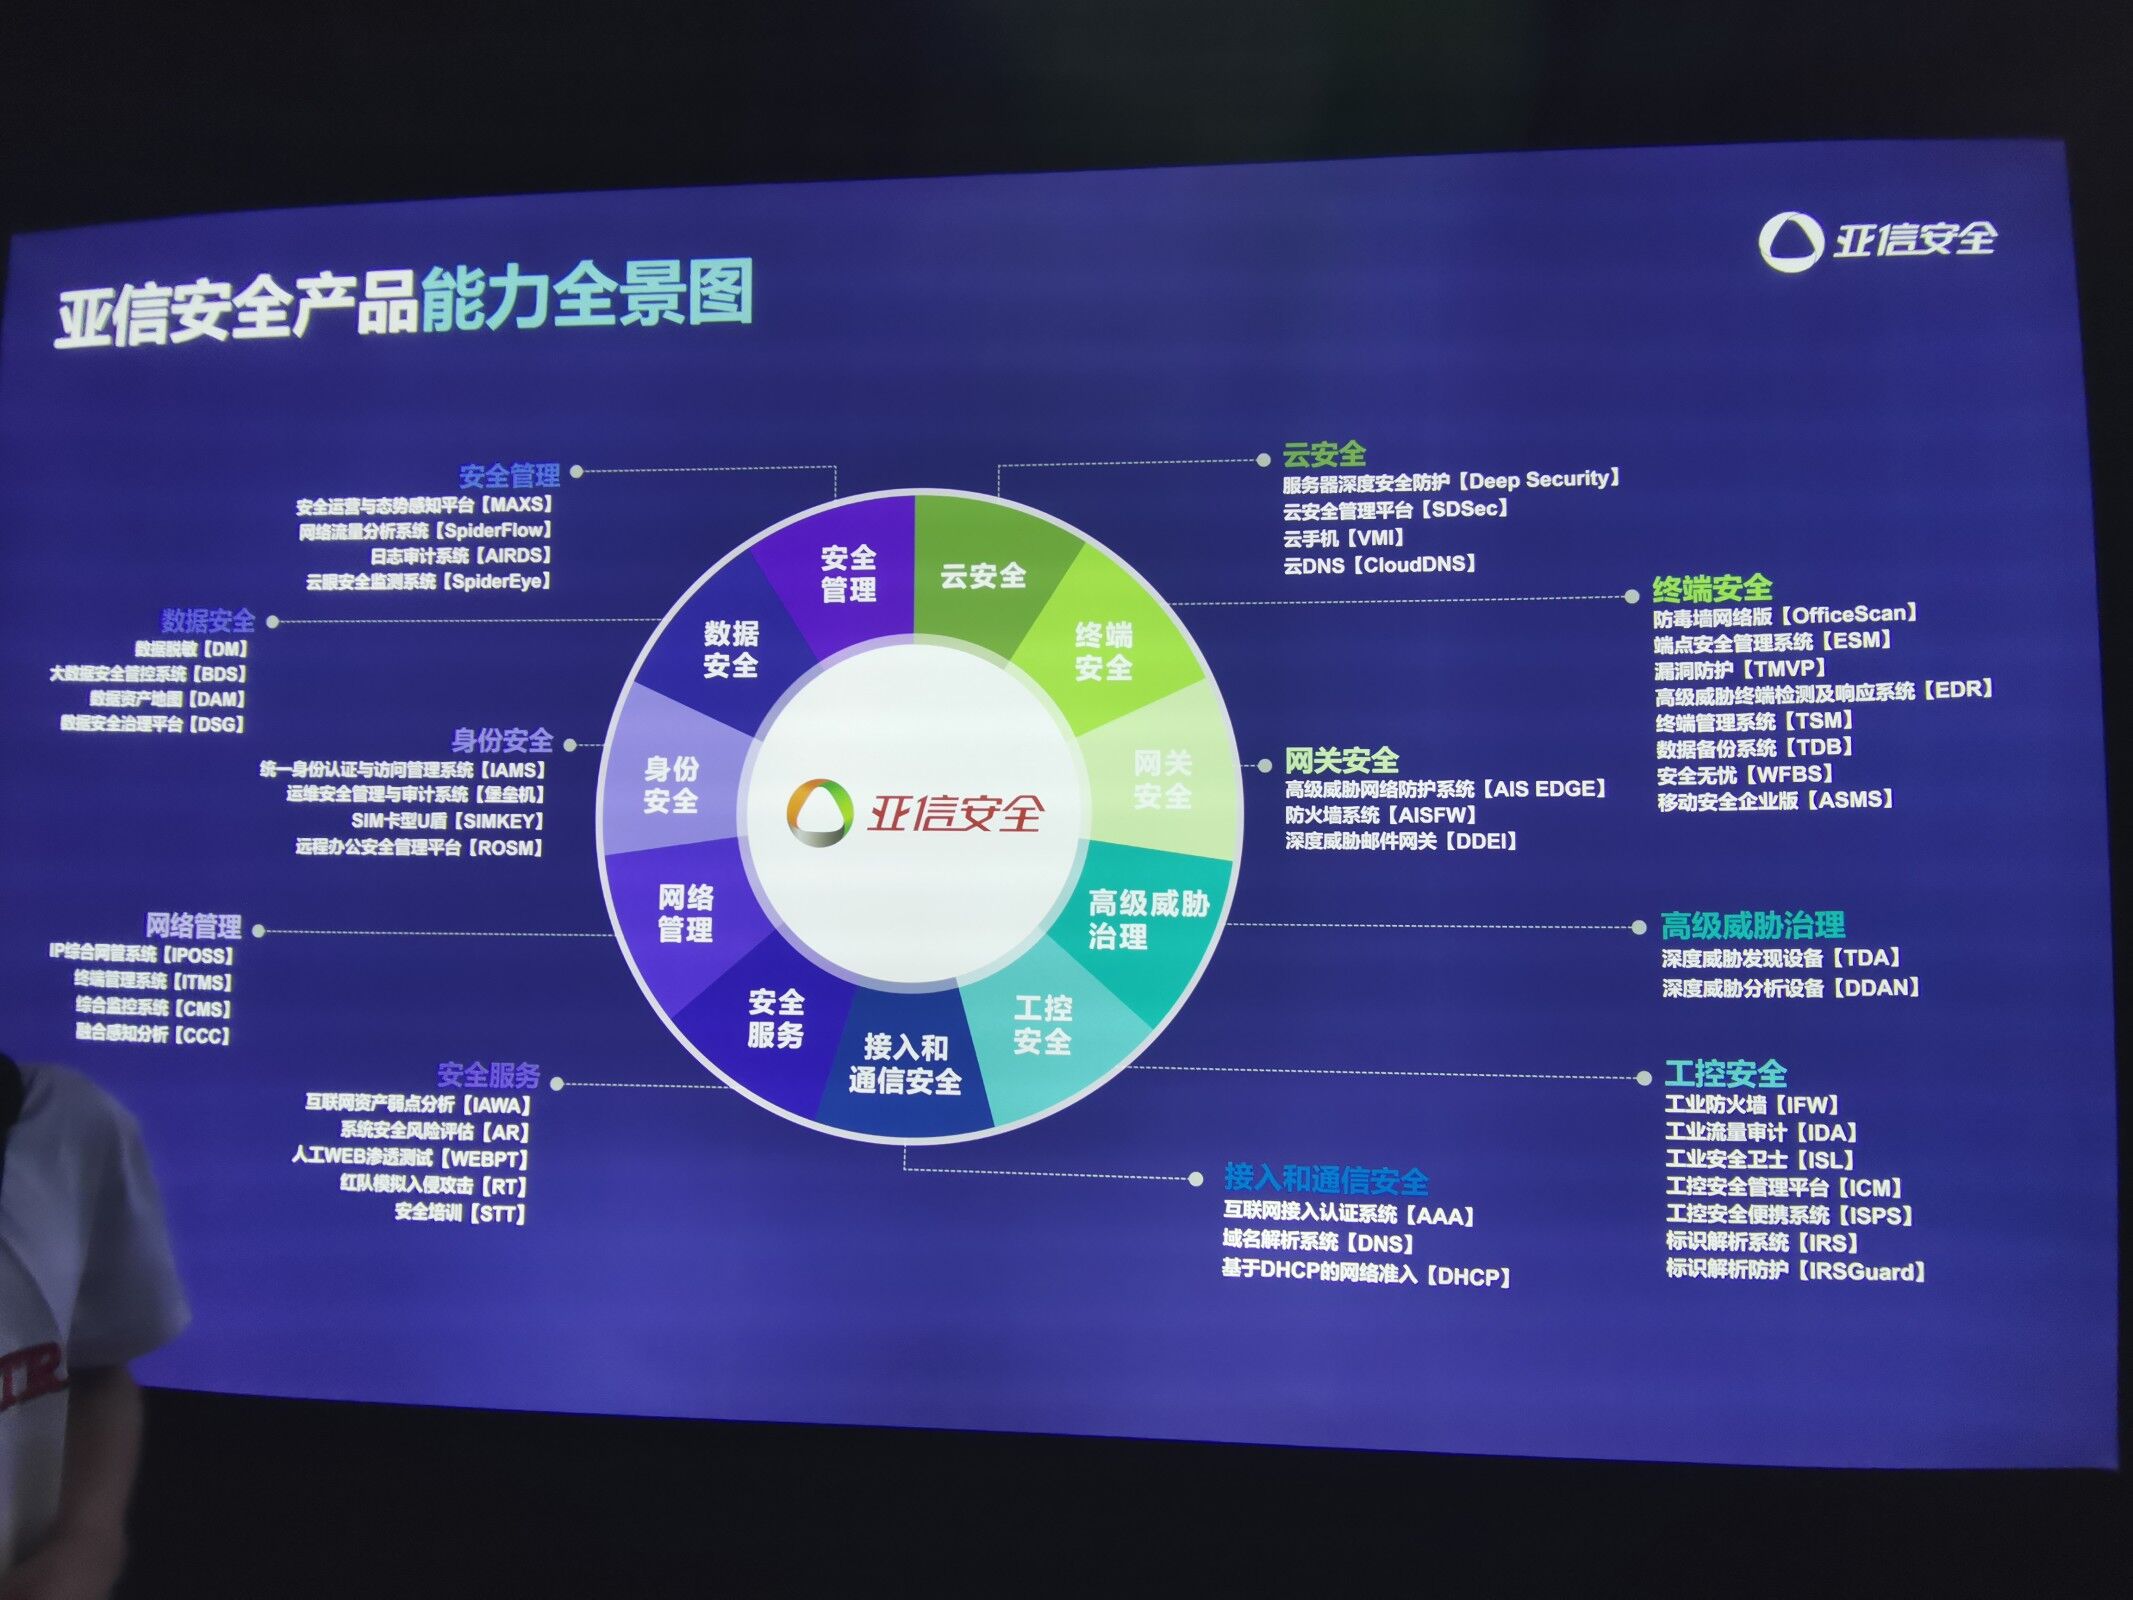 亚信安全产品能力全景图
亚信安全
安全管理
安全运营与态势感知平台【MAXS】
网络流量分析系统【SpiderFlow】
日志审计系统【AIRDS】
云眼安全监测系统【SpiderEye】
数据安全
数据脱敏【DM】
大数据安全管控系统【BDS】
数据资产地图【DAM】
数据安全治理平台【DSG】
身份安全
统一身份认证与访问管理系统【IAMS】
运维安全管理与审计系统【堡垒机】
SIM卡型U盾【SIMKEY】
远程办公安全管理平台【ROSM】
网络管理
IP综合网管系统【IPOSS】
终端管理系统【ITMS】
综合监控系统【CMS】
融合感知分析【CCC】
安全服务
互联网资产弱点分析【IAWA】
系统安全风险评估【AR】
人工WEB渗透测试【WEBPT】
红队模拟入侵攻击【RT】
安全培训【STT】
安全
管理
云安全
数据
安全
终端
安全
身份
安全
网关
安全
亚信安全
网络
管理
高级威胁
治理
安全
服务
工控
安全
接入和
通信安全
云安全
服务器深度安全防护【Deep Security】
云安全管理平台【SDSec】
云手机【VMI】
云DNS【CloudDNS】
终端安全
防毒墙网络版【OfficeScan】
端点安全管理系统【ESM】
漏洞防护【TMVP】
高级威胁终端检测及响应系统【EDR】
终端管理系统【TSM】
数据备份系统【TDB】
安全无忧【WFBS】
移动安全企业版【ASMS】
网关安全
高级威胁网络防护系统【AIS EDGE】
防火墙系统【AISFW】
深度威胁邮件网关【DDEI】
高级威胁治理
深度威胁发现设备【TDA】
深度威胁分析设备【DDAN】
工控安全
工业防火墙【IFW】
工业流量审计【IDA】
工业安全卫士【ISL】
工控安全管理平台【ICM】
工控安全便携系统【ISPS】
标识解析系统【IRS】
标识解析防护【IRSGuard】
接入和通信安全
互联网接入认证系统【AAA】
域名解析系统【DNS】
基于DHCP的网络准入【DHCP】